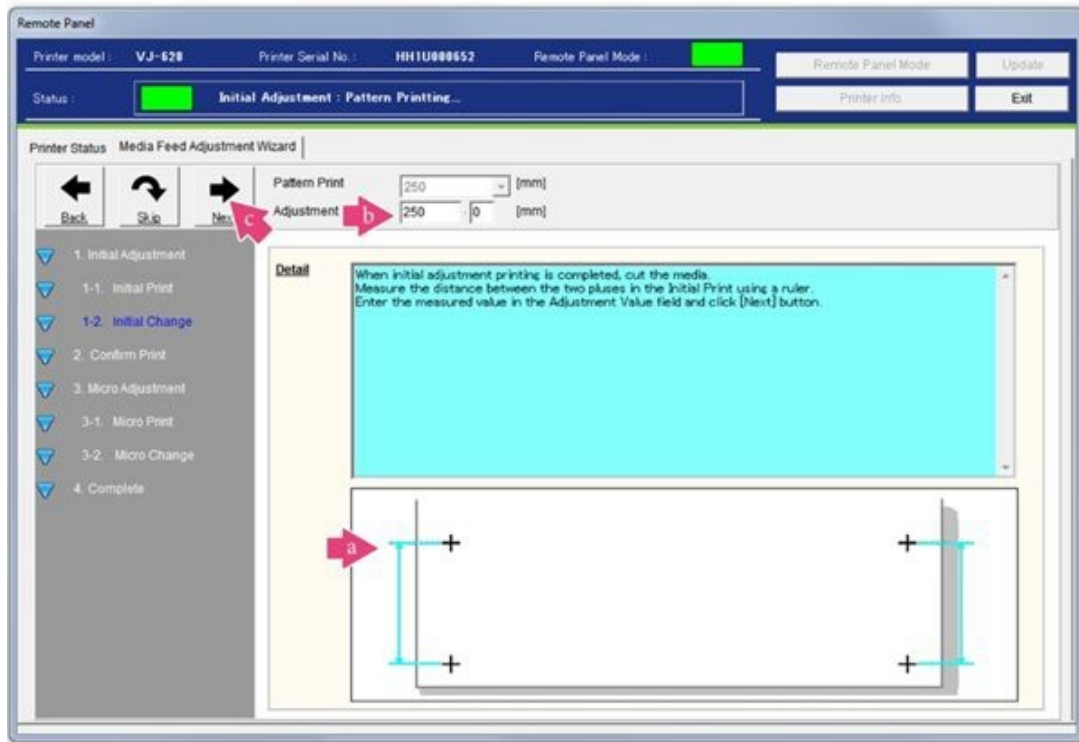 Remote Panel
Printer model : VJ-628 Printer Serial No. : HH1U000652 Remote Panel Mode :
Remote Panel Mode Update
Status : Initial Adjustment : Pattern Printting...
Printer Info. Exit
Printer Status Media Feed Adjustment Wizard
Back Skip Nex
Pattern Print 250 [mm]
Adjustment b 250 . 0 [mm]
c
1. Initial Adjustment
1-1. Initial Print
1-2. Initial Change
2. Confirm Print
3. Micro Adjustment
3-1. Micro Print
3-2. Micro Change
4. Complete
Detail
When initial adjustment printing is completed, cut the media.
Measure the distance between the two pluses in the Initial Print using a ruler.
Enter the measured value in the Adjustment Value field and click [Next] button.
a